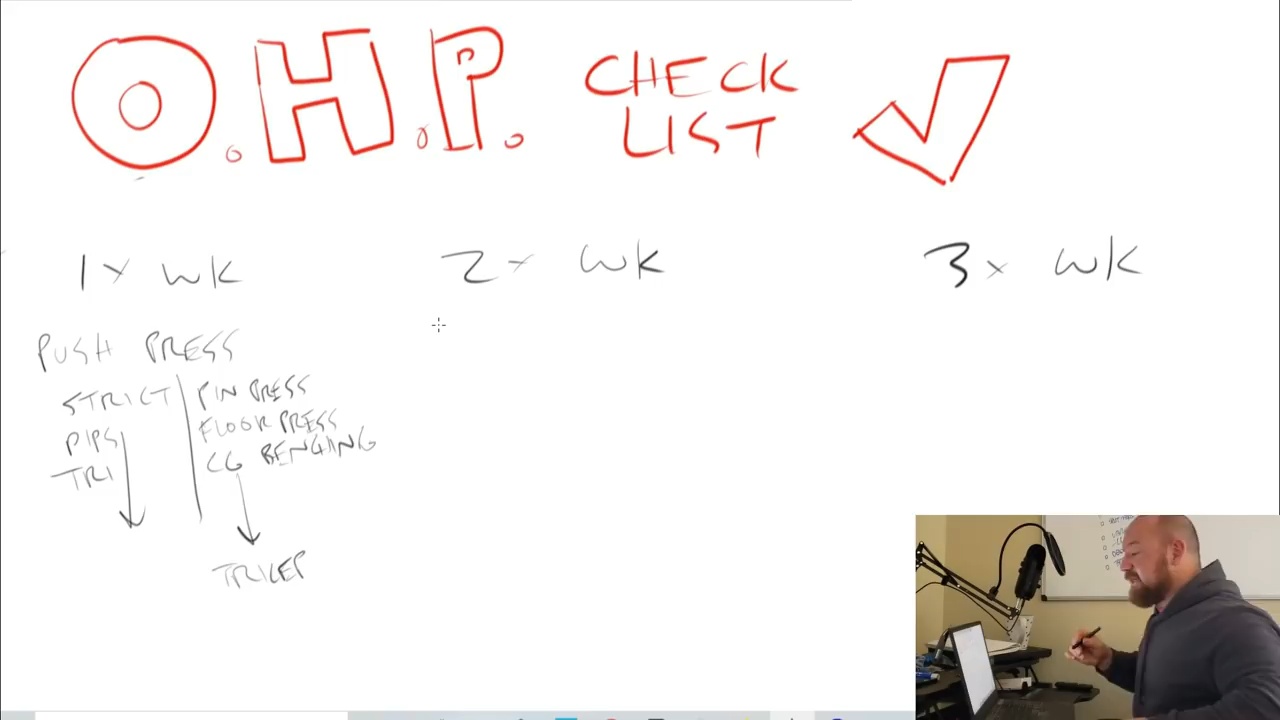 O.H.P. CHECK
LIST
1x WK
2x WK
3x WK
PUSH PRESS
STRICT
PIPS
TRI
PIN PRESS
FLOOR PRESS
CG BENCHING
TRICEP